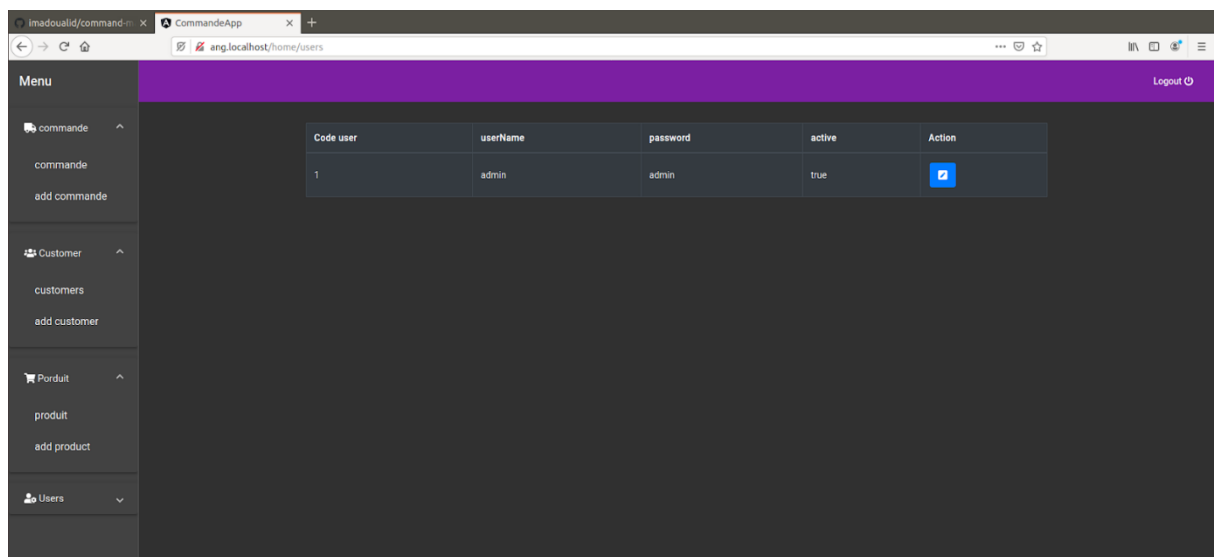 imadoualid/command-m
CommandeApp
ang.localhost/home/users
Menu
Logout
commande
commande
add commande
Customer
customers
add customer
Porduit
produit
add product
Users
Code user userName password active Action
1 admin admin true